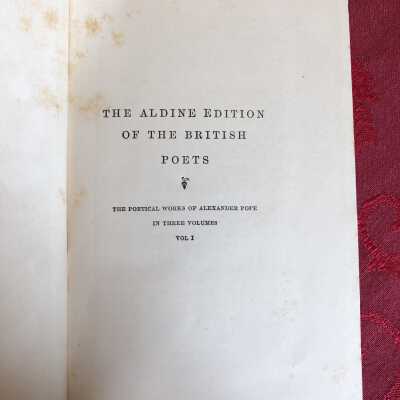 THE ALDINE EDITION
OF THE BRITISH
POETS
THE POETICAL WORKS OF ALEXANDER POPE
IN THREE VOLUMES
VOL I